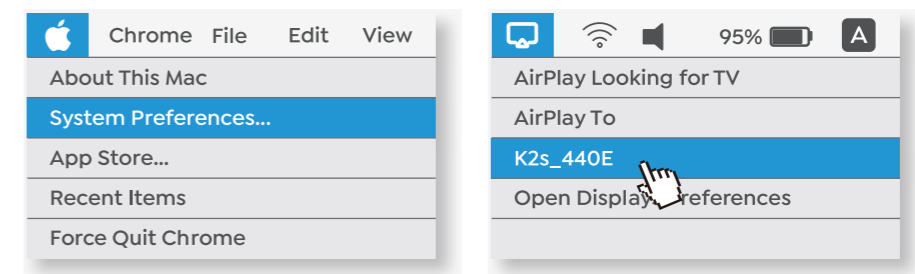 Chrome File Edit View
About This Mac
System Preferences...
App Store...
Recent Items
Force Quit Chrome
95% A
AirPlay Looking for TV
AirPlay To
K2s_440E
Open Display references